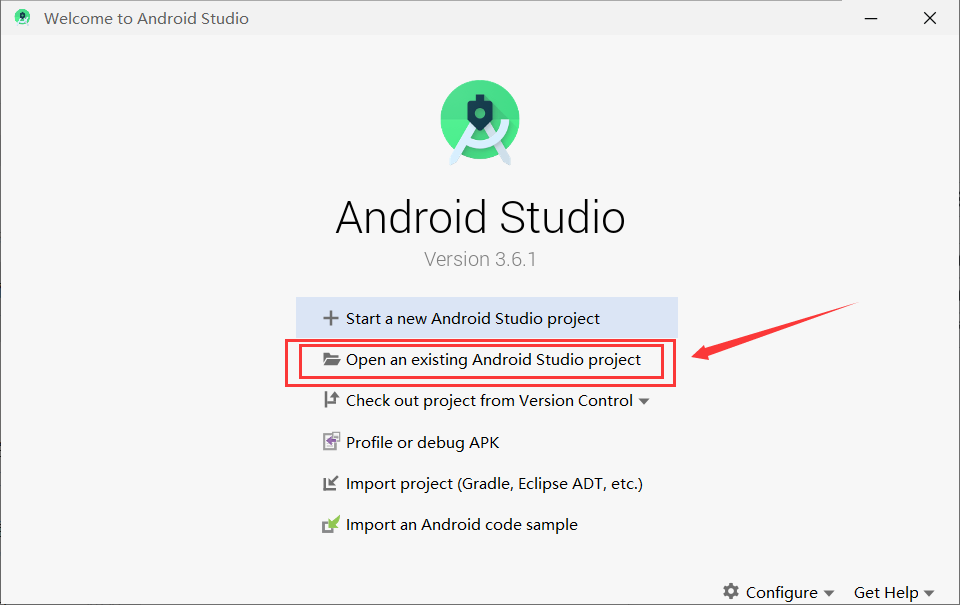 Welcome to Android Studio
Android Studio
Version 3.6.1
Start a new Android Studio project
Open an existing Android Studio project
Check out project from Version Control
Profile or debug APK
Import project (Gradle, Eclipse ADT, etc.)
Import an Android code sample
Configure Get Help